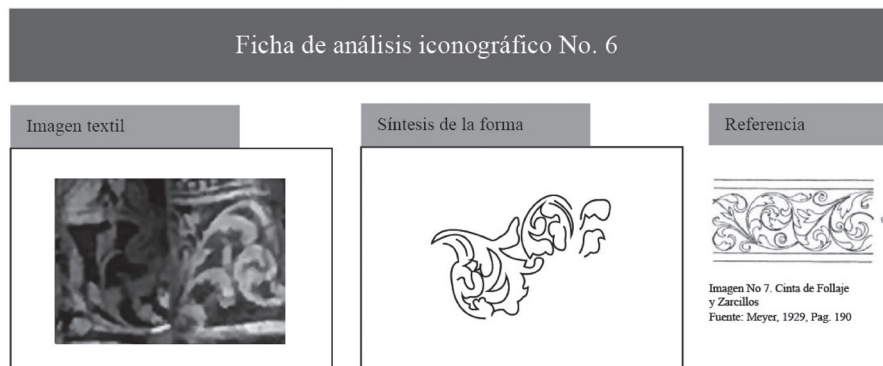 Ficha de análisis iconográfico No. 6
Imagen textil
Síntesis de la forma
Referencia
Imagen No 7. Cinta de Follaje
y Zarcillos
Fuente: Meyer, 1929, Pag. 190